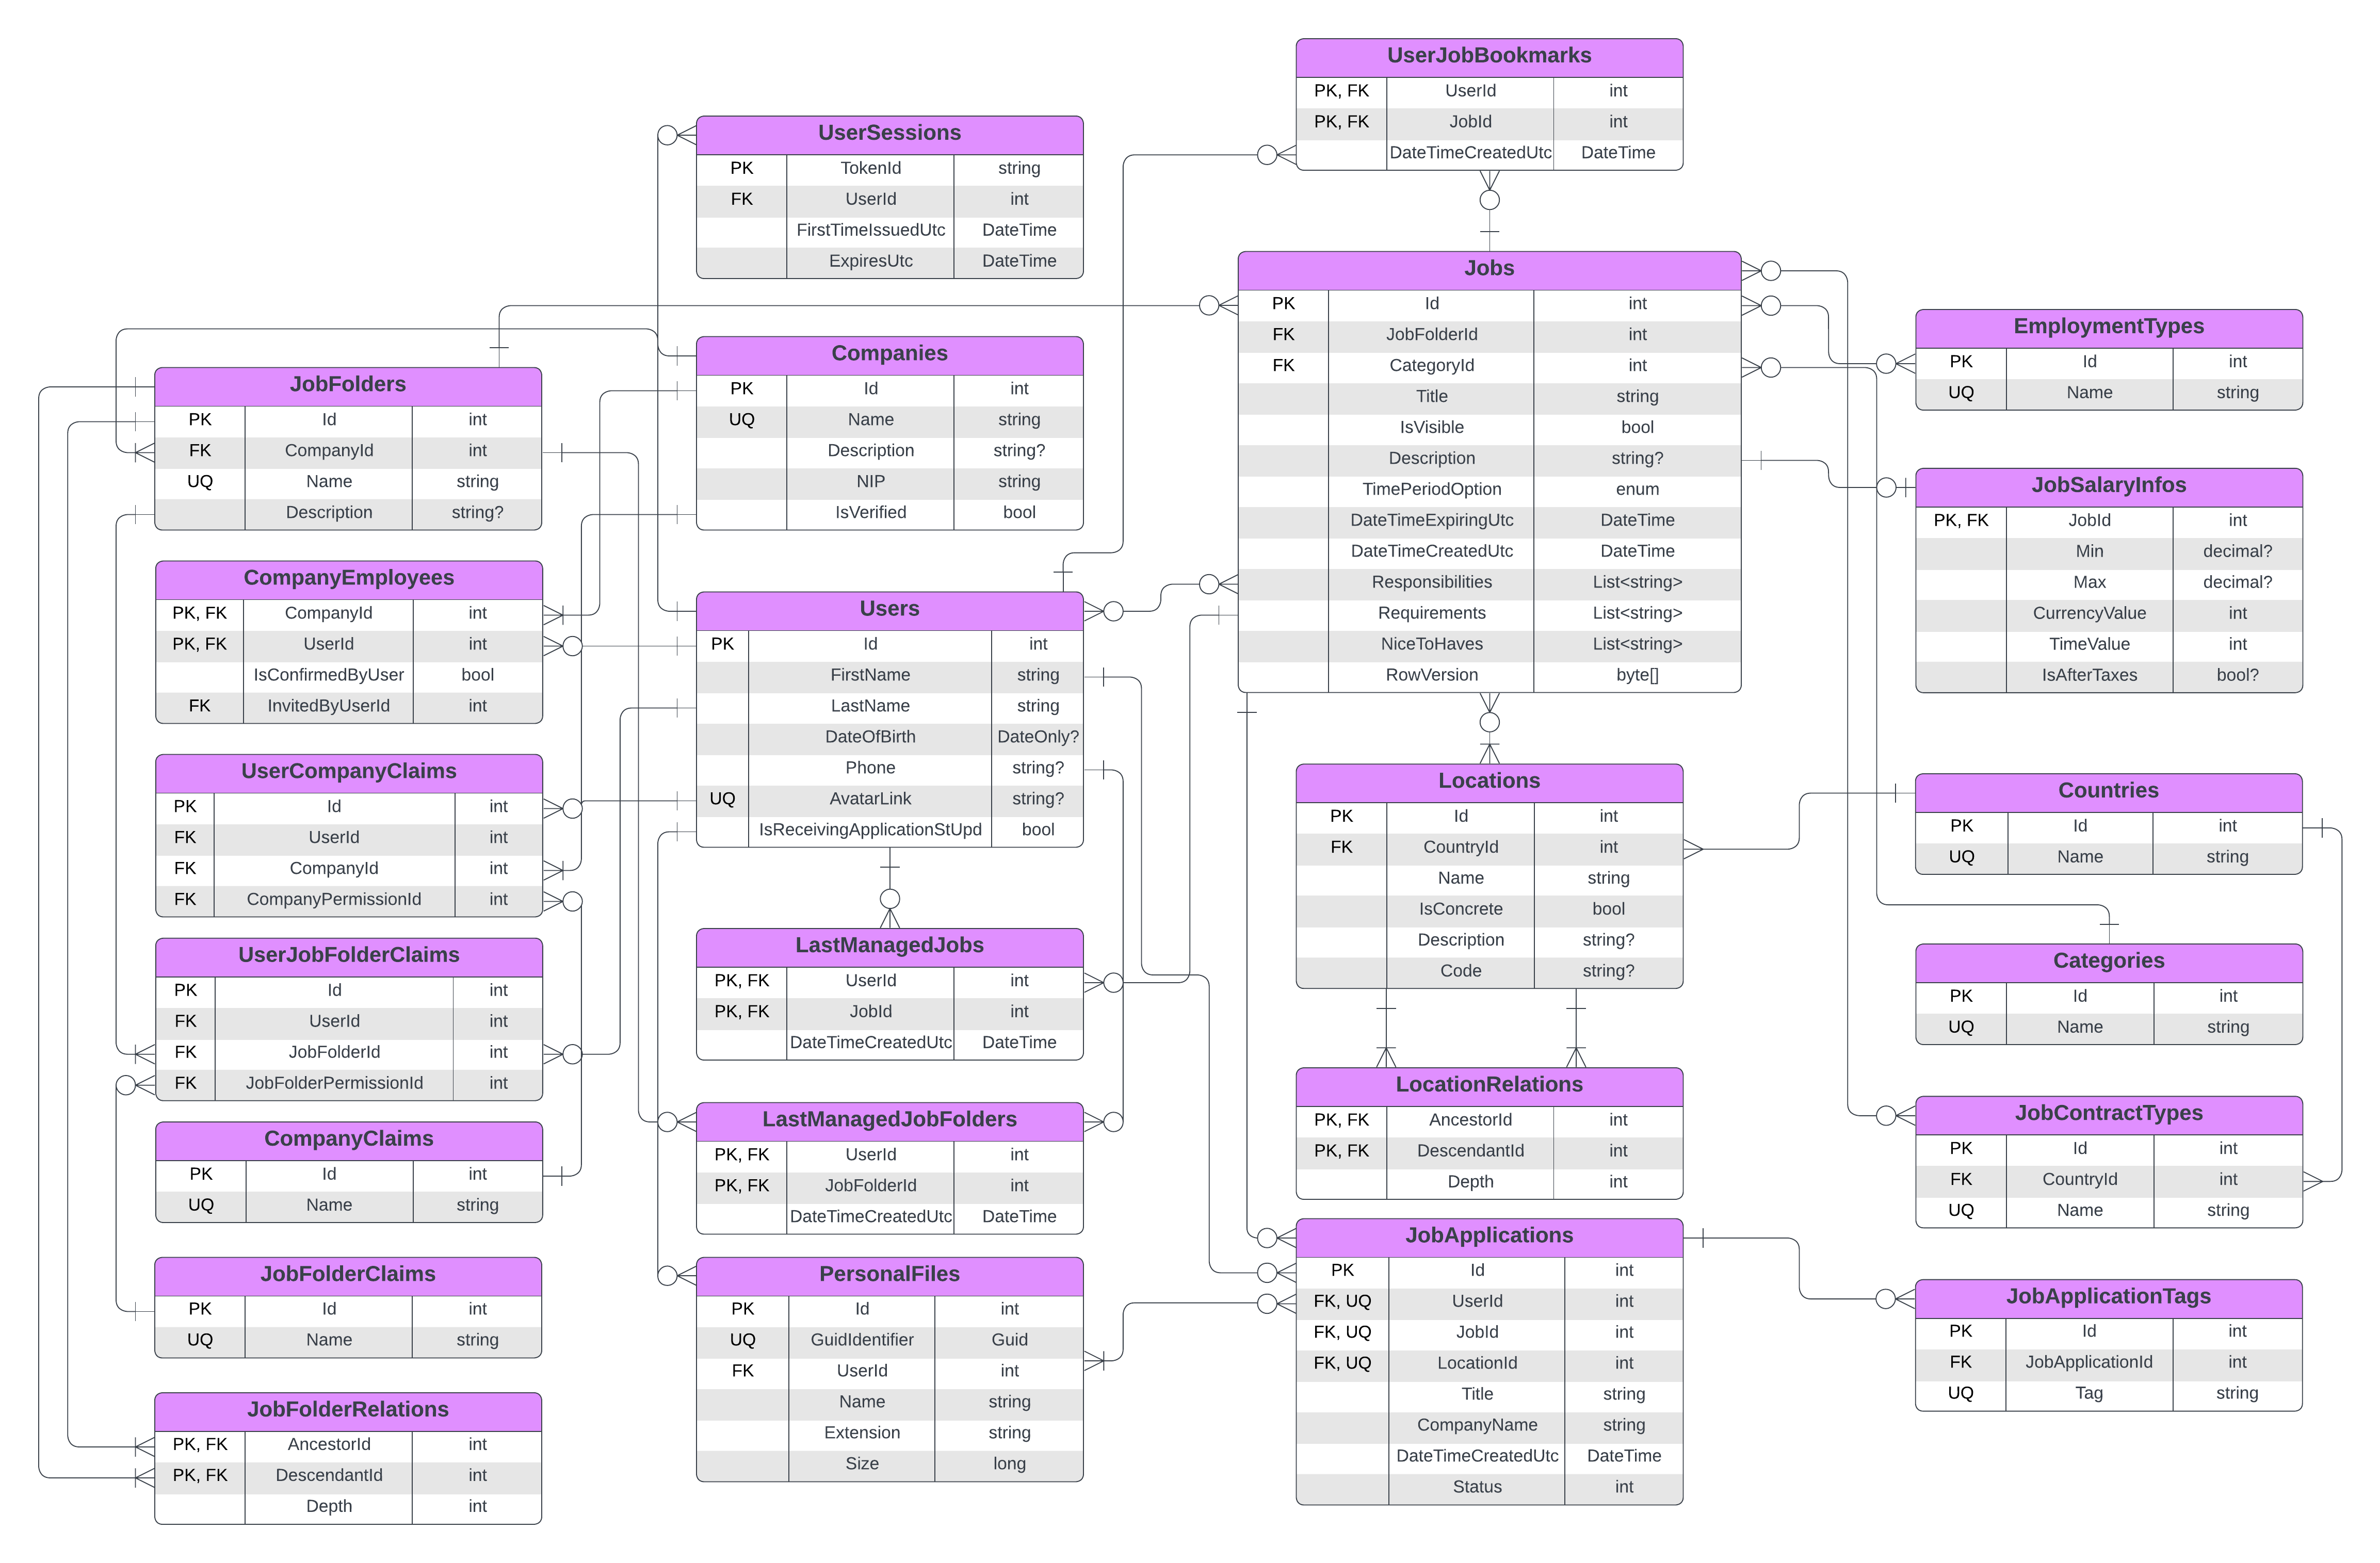 UserJobBookmarks
PK, FK UserId int
PK, FK JobId int
DateTimeCreatedUtc DateTime
UserSessions
PK TokenId string
FK UserId int
FirstTimeIssuedUtc DateTime
ExpiresUtc DateTime
Jobs
PK Id int
FK JobFolderId int
FK CategoryId int
Title string
IsVisible bool
Description string?
TimePeriodOption enum
DateTimeExpiringUtc DateTime
DateTimeCreatedUtc DateTime
Responsibilities List<string>
Requirements List<string>
NiceToHaves List<string>
RowVersion byte[]
EmploymentTypes
PK Id int
UQ Name string
Companies
PK Id int
UQ Name string
Description string?
NIP string
IsVerified bool
JobFolders
PK Id int
FK CompanyId int
UQ Name string
Description string?
JobSalaryInfos
PK, FK JobId int
Min decimal?
Max decimal?
CurrencyValue int
TimeValue int
IsAfterTaxes bool?
CompanyEmployees
PK, FK CompanyId int
PK, FK UserId int
IsConfirmedByUser bool
FK InvitedByUserId int
Users
PK Id int
FirstName string
LastName string
DateOfBirth DateOnly?
Phone string?
UQ AvatarLink string?
IsReceivingApplicationStUpd bool
UserCompanyClaims
PK Id int
FK UserId int
FK CompanyId int
FK CompanyPermissionId int
Locations
PK Id int
FK CountryId int
Name string
IsConcrete bool
Description string?
Code string?
Countries
PK Id int
UQ Name string
UserJobFolderClaims
PK Id int
FK UserId int
FK JobFolderId int
FK JobFolderPermissionId int
LastManagedJobs
PK, FK UserId int
PK, FK JobId int
DateTimeCreatedUtc DateTime
Categories
PK Id int
UQ Name string
LocationRelations
PK, FK AncestorId int
PK, FK DescendantId int
Depth int
JobContractTypes
PK Id int
FK CountryId int
UQ Name string
CompanyClaims
PK Id int
UQ Name string
LastManagedJobFolders
PK, FK UserId int
PK, FK JobFolderId int
DateTimeCreatedUtc DateTime
JobApplications
PK Id int
FK, UQ UserId int
FK, UQ JobId int
FK, UQ LocationId int
Title string
CompanyName string
DateTimeCreatedUtc DateTime
Status int
JobFolderClaims
PK Id int
UQ Name string
PersonalFiles
PK Id int
UQ GuidIdentifier Guid
FK UserId int
Name string
Extension string
Size long
JobApplicationTags
PK Id int
FK JobApplicationId int
UQ Tag string
JobFolderRelations
PK, FK AncestorId int
PK, FK DescendantId int
Depth int